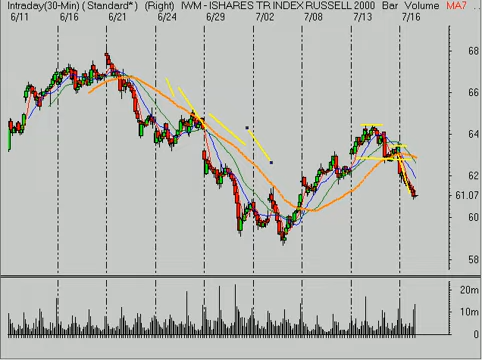 Intraday(30-Min) ( Standard* ) (Right) IWM - ISHARES TR INDEX RUSSELL 2000 Bar Volume MA7 ..
6/11 6/16 6/21 6/24 6/29 7/02 7/08 7/13 7/16
68
66
64
62
61.07
60
58
20m
10m
0